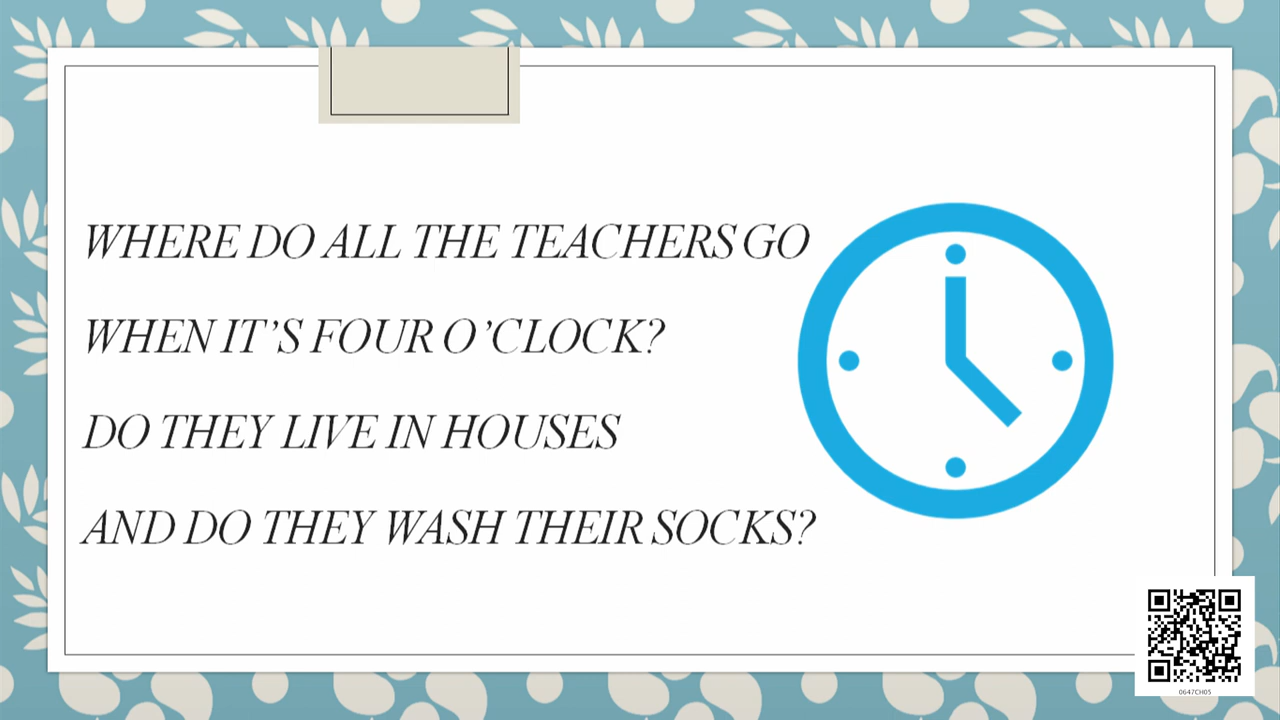 WHERE DO ALL THE TEACHERS GO
WHEN IT’S FOUR O’CLOCK?
DO THEY LIVE IN HOUSES
AND DO THEY WASH THEIR SOCKS?
0647CH05